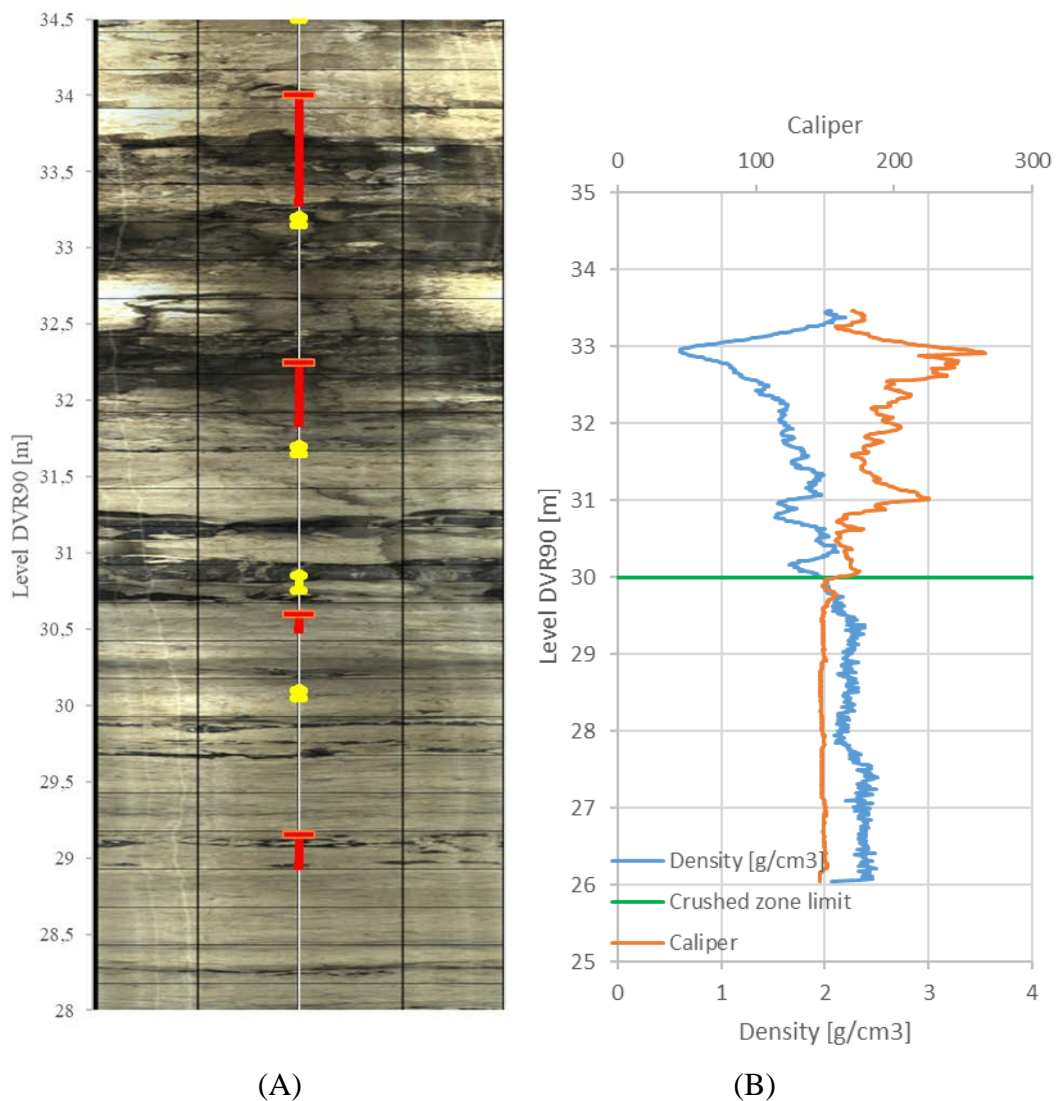 34,5
34
33,5
33
32,5
32
31,5
31
30,5
30
29,5
29
28,5
28
Level DVR90 [m]
(A)
Caliper
0 100 200 300
35
34
33
32
31
30
29
28
27
26
25
Level DVR90 [m]
Density [g/cm3]
Crushed zone limit
Caliper
0 1 2 3 4
Density [g/cm3]
(B)